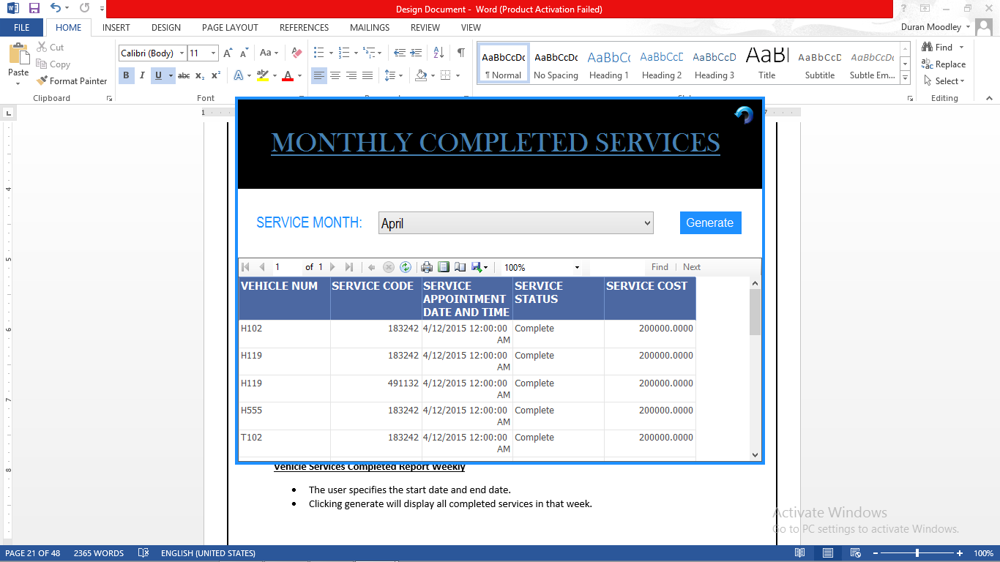 Design Document - Word (Product Activation Failed)
FILE HOME INSERT DESIGN PAGE LAYOUT REFERENCES MAILINGS REVIEW VIEW Duran Moodley
Paste
Cut
Copy
Format Painter
Clipboard
Calibri (Body) 11
Font
AaBbCcDc ¶ Normal
AaBbCcDc No Spacing
AaBbC Heading 1
AaBbCcE Heading 2
AaBbCcD Heading 3
AaBl Title
AaBbCcD Subtitle
AaBbCcDc Subtle Em...
Find
Replace
Select
Editing
MONTHLY COMPLETED SERVICES
SERVICE MONTH: April Generate
1 of 1 100% Find | Next
VEHICLE NUM SERVICE CODE SERVICE APPOINTMENT DATE AND TIME SERVICE STATUS SERVICE COST
H102 183242 4/12/2015 12:00:00 AM Complete 200000.0000
H119 183242 4/12/2015 12:00:00 AM Complete 200000.0000
H119 491132 4/12/2015 12:00:00 AM Complete 200000.0000
H555 183242 4/12/2015 12:00:00 AM Complete 200000.0000
T102 183242 4/12/2015 12:00:00 AM Complete 200000.0000
Vehicle Services Completed Report Weekly
• The user specifies the start date and end date.
• Clicking generate will display all completed services in that week.
Activate Windows
Go to PC settings to activate Windows.
PAGE 21 OF 48 2365 WORDS ENGLISH (UNITED STATES) 100%